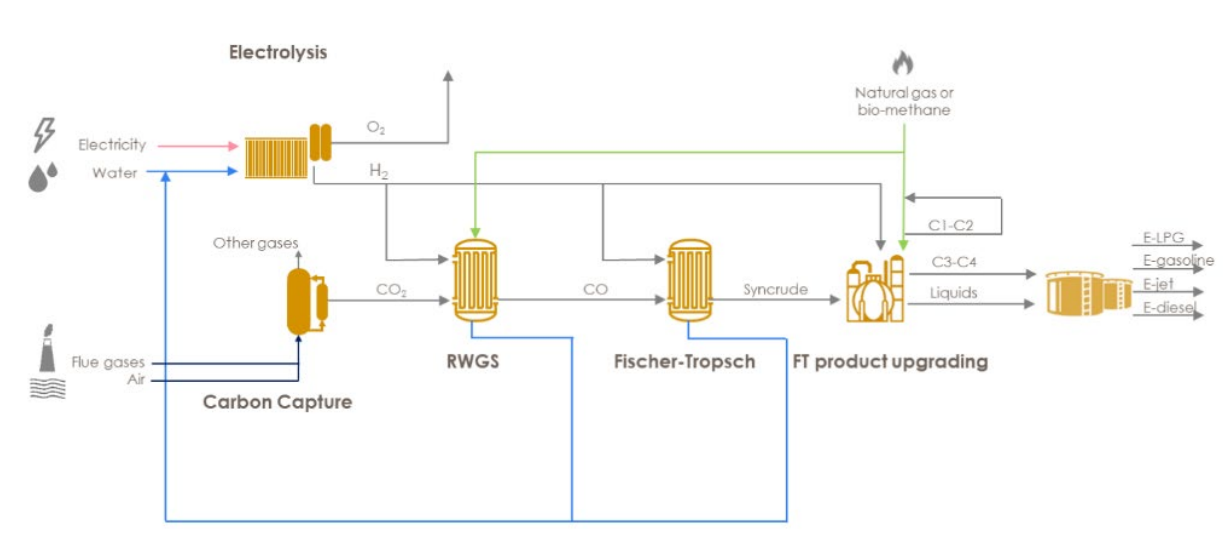 Electrolysis
Natural gas or
bio-methane
O₂
Electricity
Water
H₂
C1-C2
Other gases
E-LPG
E-gasoline
C3-C4
CO₂
CO
Syncrude
Liquids
E-jet
E-diesel
Flue gases
Air
RWGS
Fischer-Tropsch
FT product upgrading
Carbon Capture